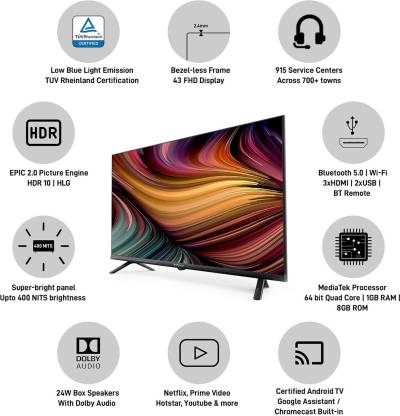 TÜVRheinland
CERTIFIED
Low Blue Light Emission
TUV Rheinland Certification
2.4mm
Bezel-less Frame
43 FHD Display
915 Service Centers
Across 700+ towns
HDR
EPIC 2.0 Picture Engine
HDR 10 | HLG
Bluetooth 5.0 | Wi-Fi
3xHDMI | 2xUSB |
BT Remote
400 NITS
Super-bright panel
Upto 400 NITS brightness
MediaTek Processor
64 bit Quad Core | 1GB RAM |
8GB ROM
DOLBY
AUDIO
24W Box Speakers
With Dolby Audio
Netflix, Prime Video
Hotstar, Youtube & more
Certified Android TV
Google Assistant /
Chromecast Built-in